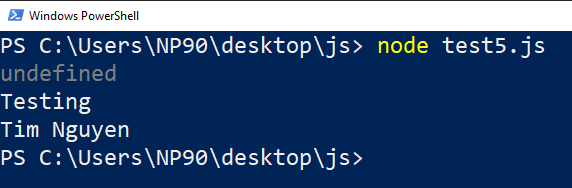 Windows PowerShell
PS C:\Users\NP90\desktop\js> node test5.js
undefined
Testing
Tim Nguyen
PS C:\Users\NP90\desktop\js>